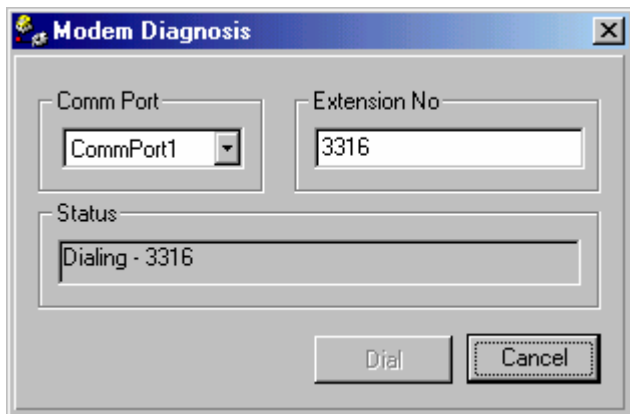 Modem Diagnosis
Comm Port
Extension No
CommPort1
3316
Status
Dialing - 3316
Dial
Cancel